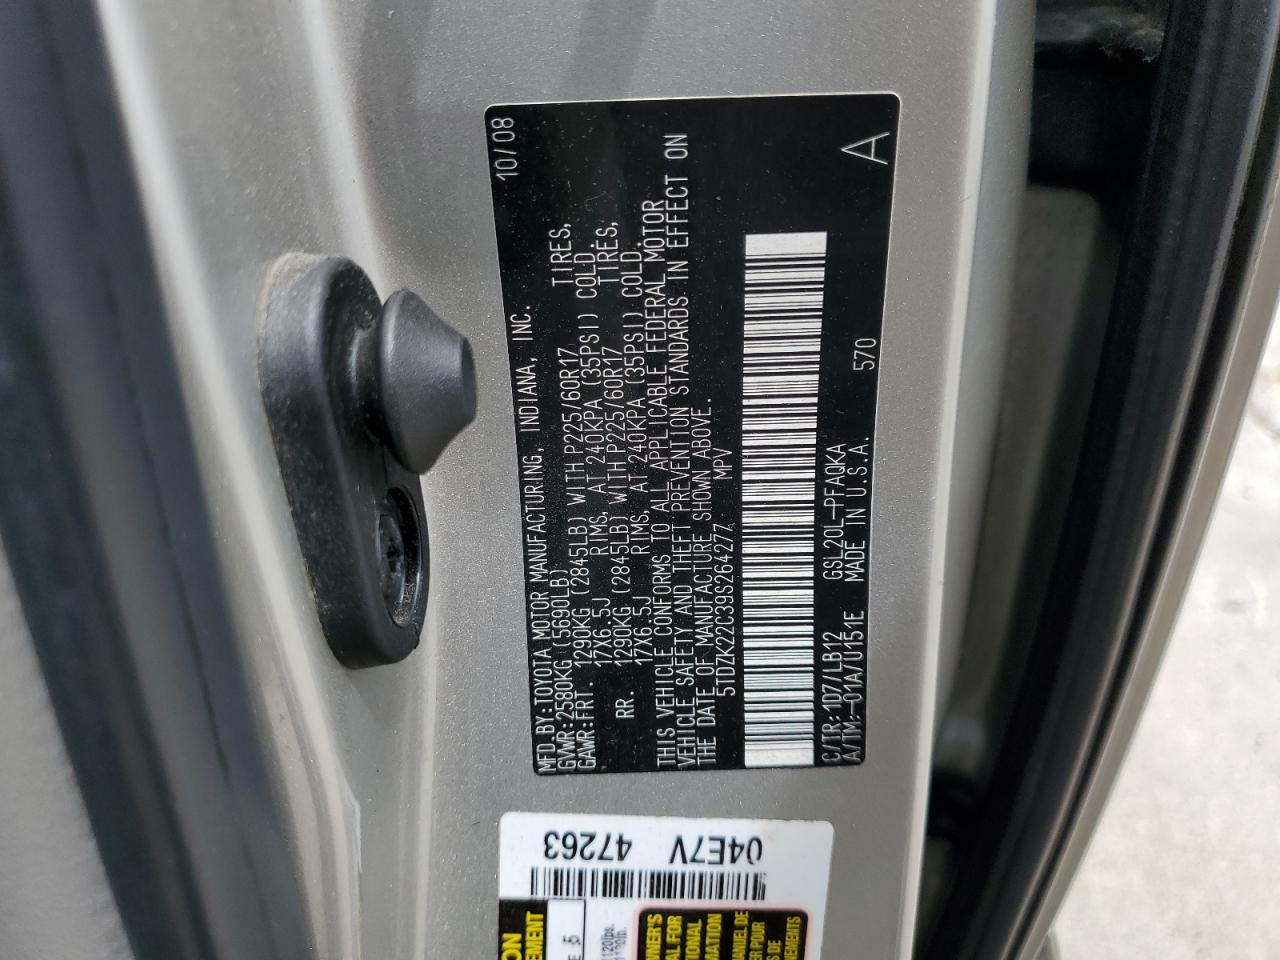 MFD.BY:TOYOTA MOTOR MANUFACTURING, INDIANA, INC. 10/08
GVWR:2580KG (5690LB)
GAWR:FRT. 1290KG (2845LB) WITH P225/60R17 TIRES,
17X6.5J RIMS, AT 240KPA (35PSI) COLD.
RR. 1290KG (2845LB) WITH P225/60R17 TIRES,
17X6.5J RIMS, AT 240KPA (35PSI) COLD.
THIS VEHICLE CONFORMS TO ALL APPLICABLE FEDERAL MOTOR
VEHICLE SAFETY AND THEFT PREVENTION STANDARDS IN EFFECT ON
THE DATE OF MANUFACTURE SHOWN ABOVE.
5TDZK22C39S264277 MPV
C/TR:1D7/LB12 GSL20L-PFAQKA
A/TM:-01A/U151E MADE IN U.S.A. 570 A
04E7V 47263